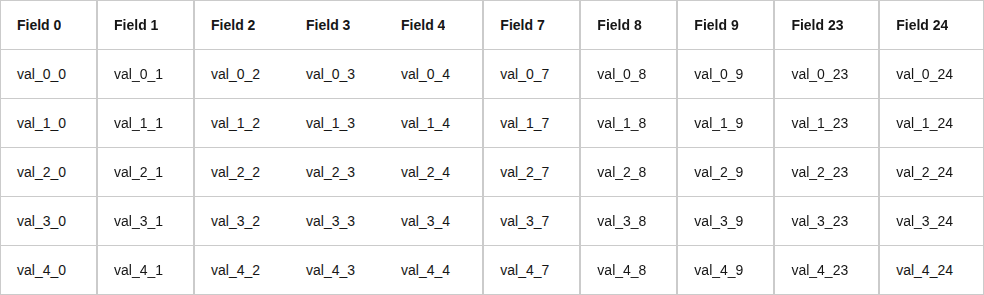 Field 0 Field 1 Field 2 Field 3 Field 4 Field 7 Field 8 Field 9 Field 23 Field 24
val_0_0 val_0_1 val_0_2 val_0_3 val_0_4 val_0_7 val_0_8 val_0_9 val_0_23 val_0_24
val_1_0 val_1_1 val_1_2 val_1_3 val_1_4 val_1_7 val_1_8 val_1_9 val_1_23 val_1_24
val_2_0 val_2_1 val_2_2 val_2_3 val_2_4 val_2_7 val_2_8 val_2_9 val_2_23 val_2_24
val_3_0 val_3_1 val_3_2 val_3_3 val_3_4 val_3_7 val_3_8 val_3_9 val_3_23 val_3_24
val_4_0 val_4_1 val_4_2 val_4_3 val_4_4 val_4_7 val_4_8 val_4_9 val_4_23 val_4_24